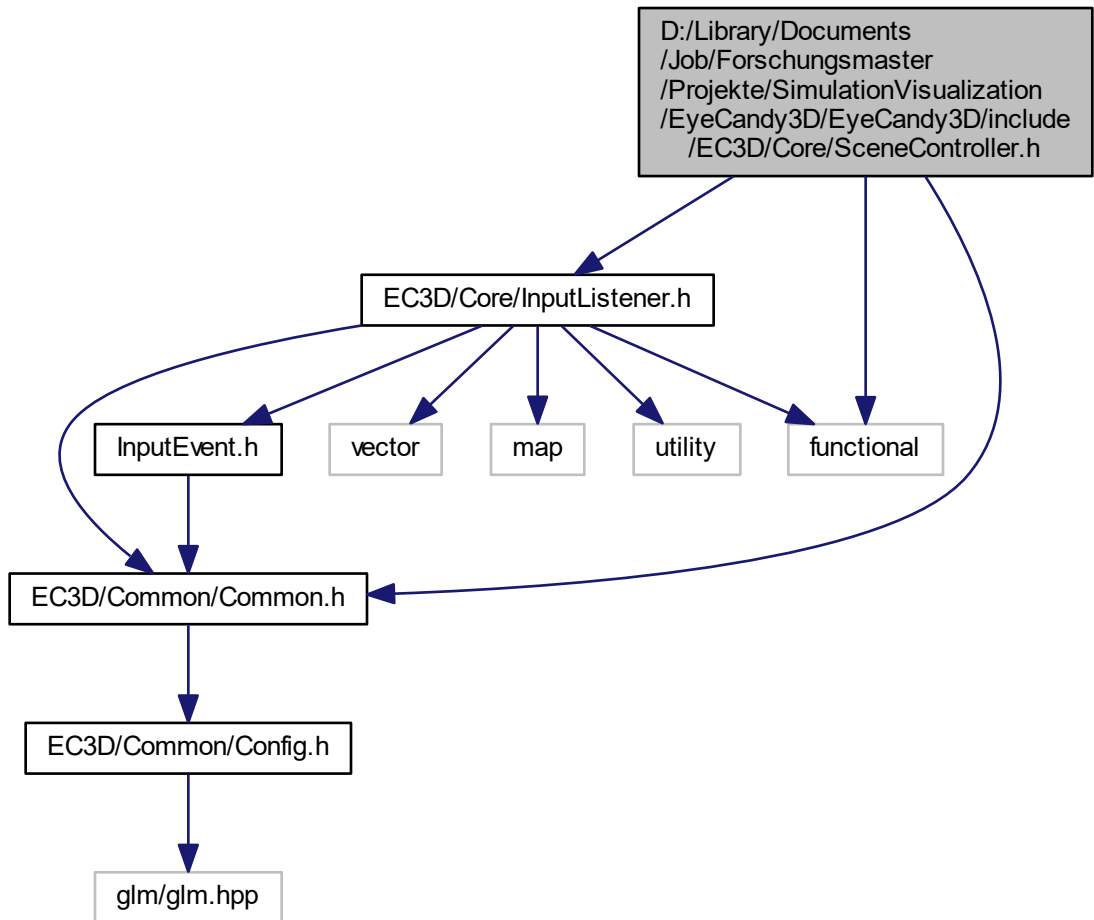 D:/Library/Documents
/Job/Forschungsmaster
/Projekte/SimulationVisualization
/EyeCandy3D/EyeCandy3D/include
/EC3D/Core/SceneController.h
EC3D/Core/InputListener.h
InputEvent.h
vector
map
utility
functional
EC3D/Common/Common.h
EC3D/Common/Config.h
glm/glm.hpp